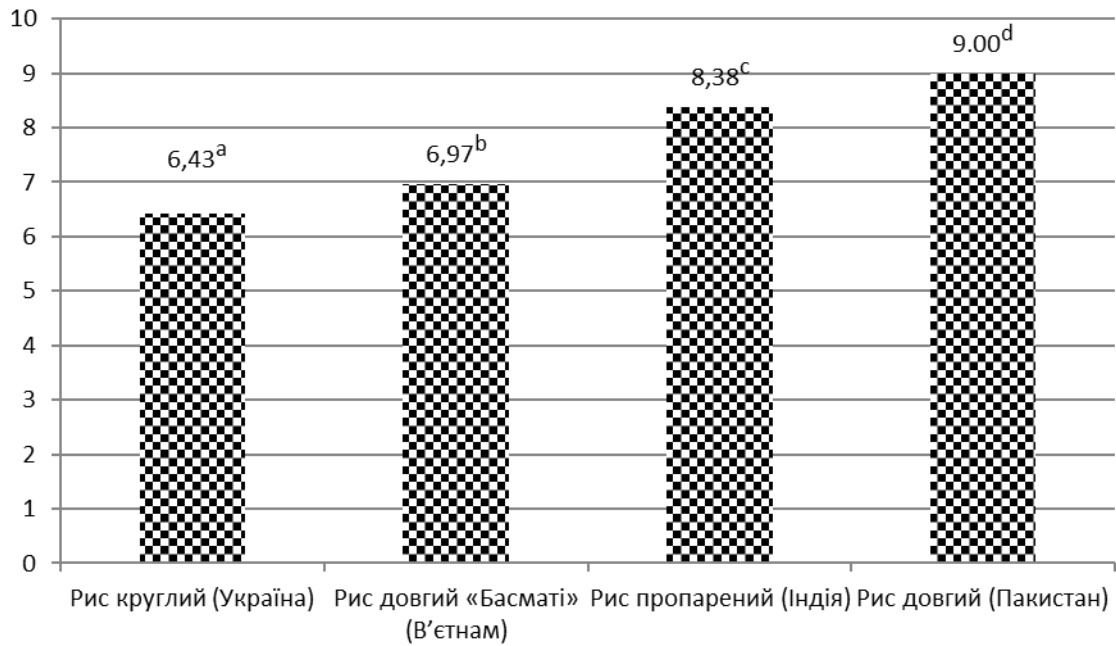 10
9
8
7
6
5
4
3
2
1
0
6,43a
6,97b
8,38c
9.00d
Рис круглий (Україна)
Рис довгий «Басматі»
(В’єтнам)
Рис пропарений (Індія)
Рис довгий (Пакистан)